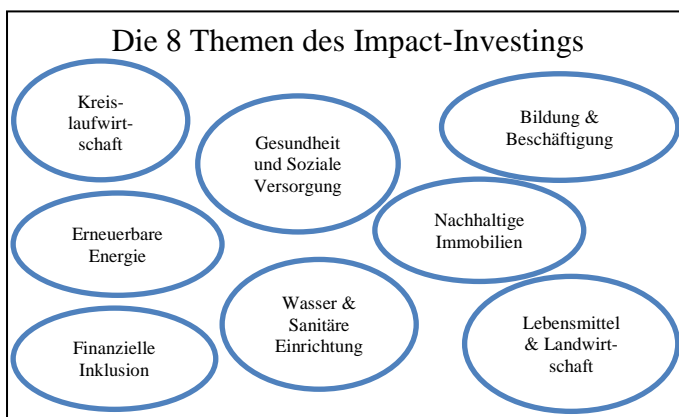 Die 8 Themen des Impact-Investings
Kreis-
laufwirt-
schaft
Gesundheit
und Soziale
Versorgung
Bildung &
Beschäftigung
Erneuerbare
Energie
Nachhaltige
Immobilien
Wasser &
Sanitäre
Einrichtung
Finanzielle
Inklusion
Lebensmittel
& Landwirt-
schaft